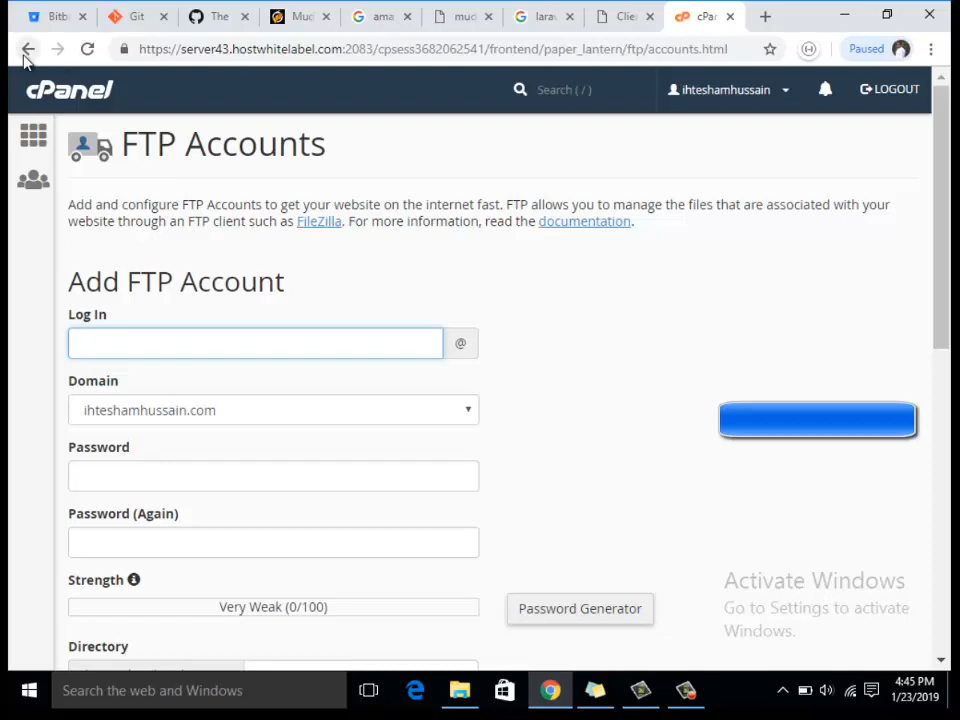 Bitb
Git
The
Mud
ama
mud
larav
Clier
cPar
https://server43.hostwhitelabel.com:2083/cpsess3682062541/frontend/paper_lantern/ftp/accounts.html
Paused
cPanel
Search ( / )
ihteshamhussain
LOGOUT
FTP Accounts
Add and configure FTP Accounts to get your website on the internet fast. FTP allows you to manage the files that are associated with your
website through an FTP client such as FileZilla. For more information, read the documentation.
Add FTP Account
Log In
@
Domain
ihteshamhussain.com
Password
Password (Again)
Strength
Very Weak (0/100)
Password Generator
Directory
Activate Windows
Go to Settings to activate
Windows.
Search the web and Windows
4:45 PM
1/23/2019